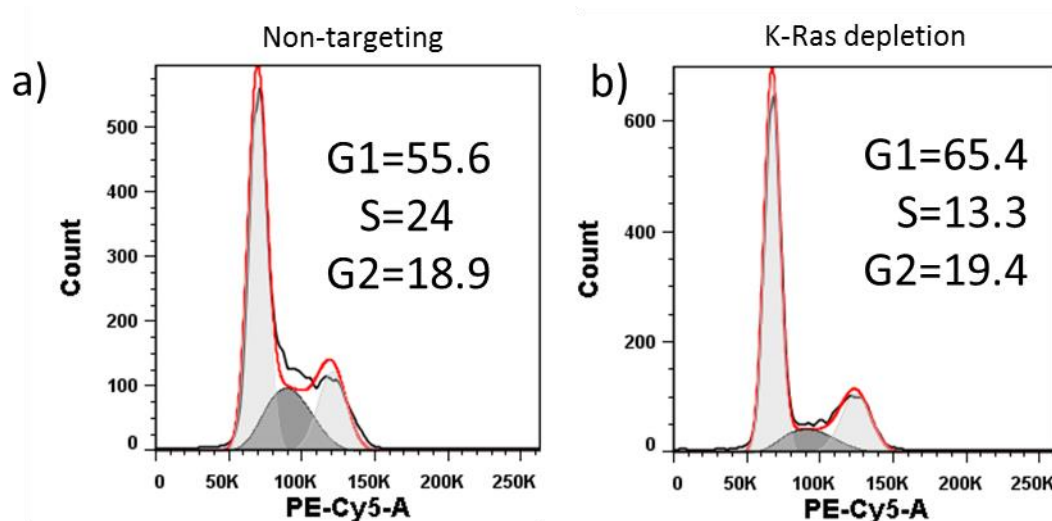 Non-targeting
a)
G1=55.6
S=24
G2=18.9
500
400
300
200
100
0
Count
0 50K 100K 150K 200K 250K
PE-Cy5-A
K-Ras depletion
b)
G1=65.4
S=13.3
G2=19.4
600
400
200
0
Count
0 50K 100K 150K 200K 250K
PE-Cy5-A